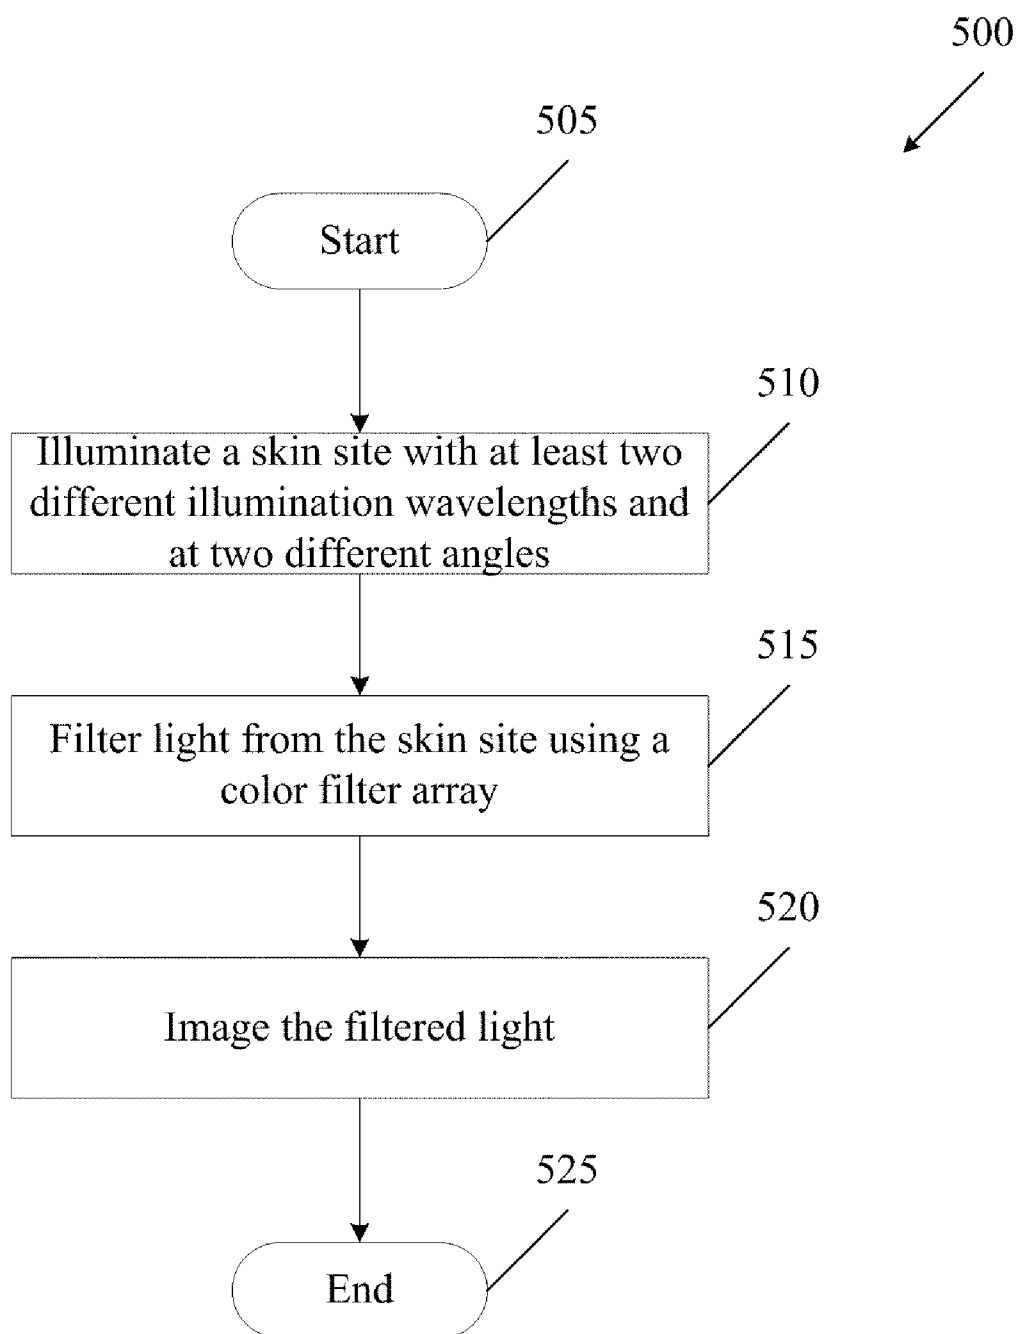 500
505
Start
510
Illuminate a skin site with at least two
different illumination wavelengths and
at two different angles
515
Filter light from the skin site using a
color filter array
520
Image the filtered light
525
End